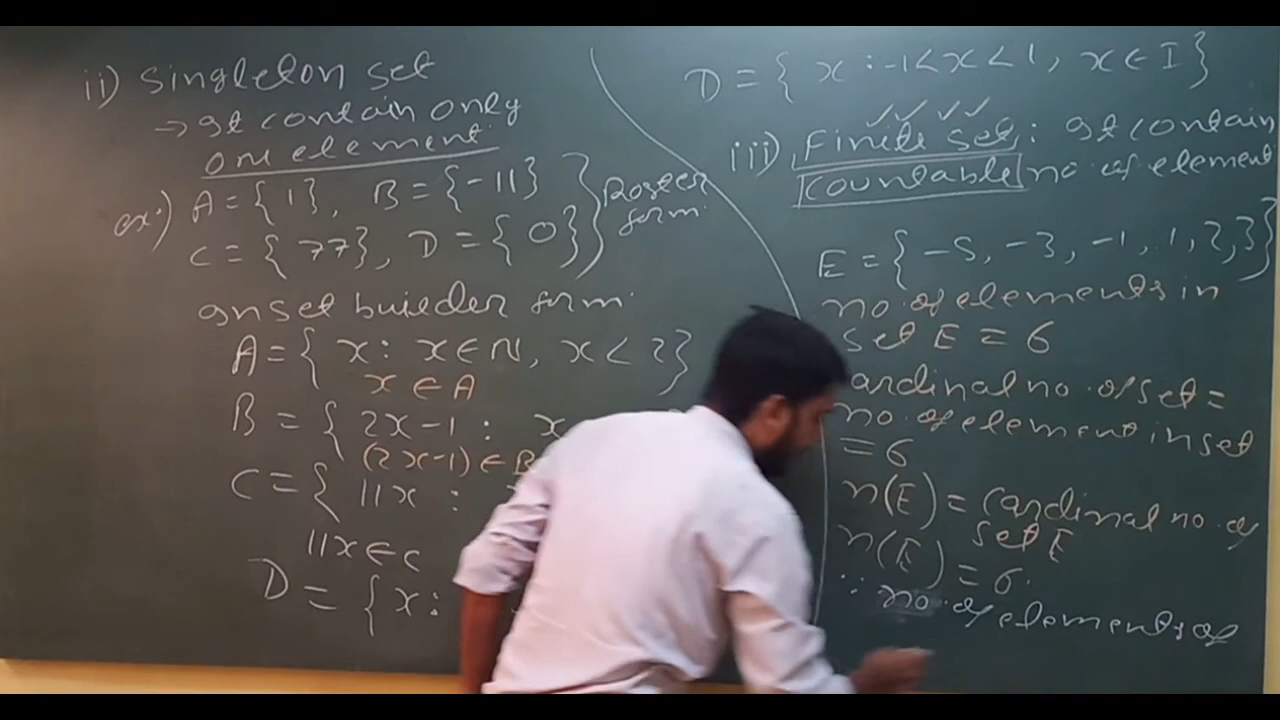 ii) Singleton set
→ It contain only
one element.
ex:) A = {1}, B = {-11}
C = {77}, D = {0}
Roster
form.
In set builder form.
A = { x : x ∈ N, x < 2}
x ∈ A
B = { 2x-1 : x
(2x-1) ∈ B
C = { 11x :
11x ∈ C
D = { x :
D = { x : -1 < x < 1, x ∈ I }
iii) Finite set : It contain
countable no of element
E = { -5, -3, -1, 1, 2, 3 }
no. of elements in
set E = 6
Cardinal no. of set =
no. of element in set
= 6
n(E) = Cardinal no. of
set E
n(E) = 6.
∵ no. of elements of